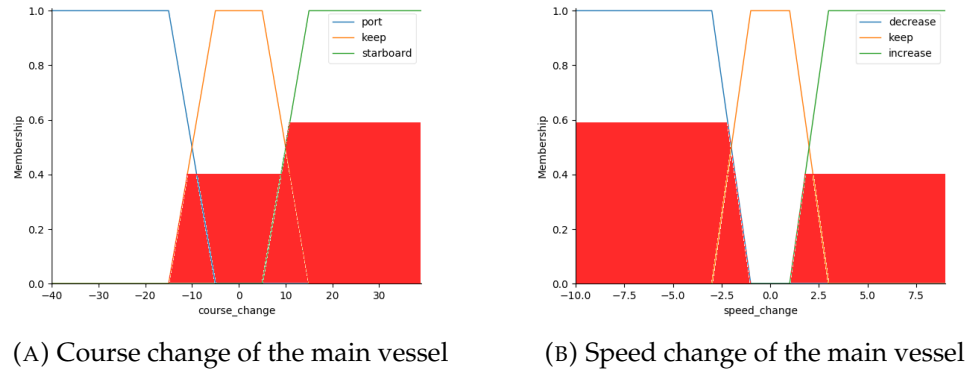 1.0
0.8
0.6
0.4
0.2
0.0
Membership
port
keep
starboard
−40 −30 −20 −10 0 10 20 30
course_change
(A) Course change of the main vessel
1.0
0.8
0.6
0.4
0.2
0.0
Membership
decrease
keep
increase
−10.0 −7.5 −5.0 −2.5 0.0 2.5 5.0 7.5
speed_change
(B) Speed change of the main vessel